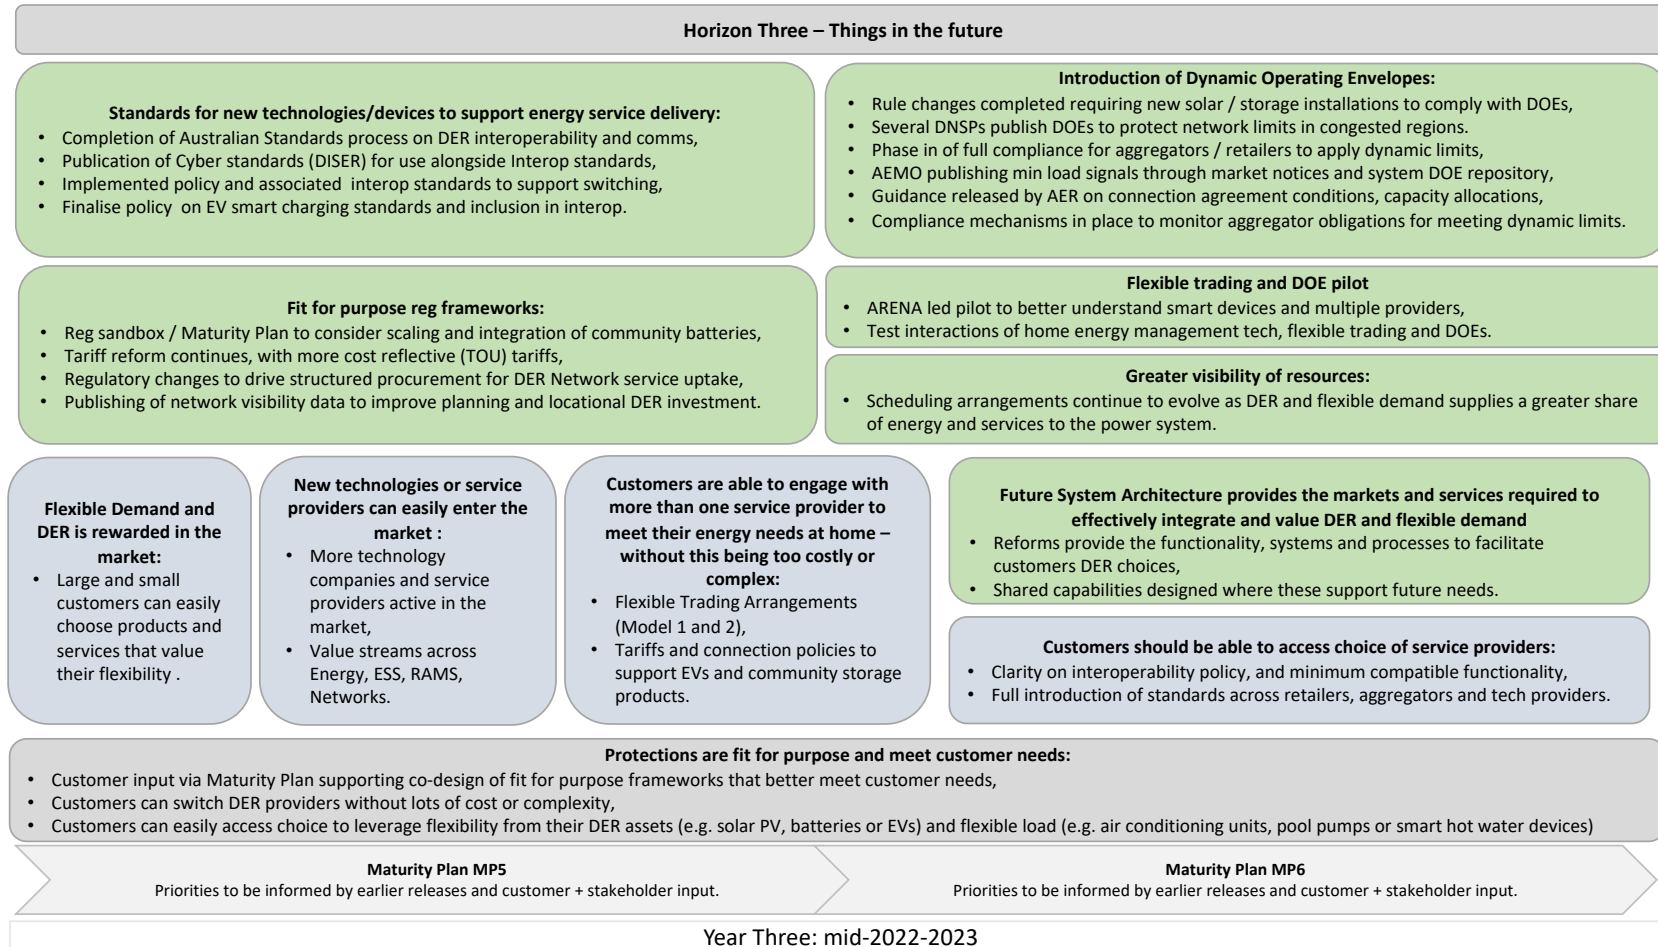 Horizon Three – Things in the future
Standards for new technologies/devices to support energy service delivery:
• Completion of Australian Standards process on DER interoperability and comms,
• Publication of Cyber standards (DISER) for use alongside Interop standards,
• Implemented policy and associated interop standards to support switching,
• Finalise policy on EV smart charging standards and inclusion in interop.
Introduction of Dynamic Operating Envelopes:
• Rule changes completed requiring new solar / storage installations to comply with DOEs,
• Several DNSPs publish DOEs to protect network limits in congested regions.
• Phase in of full compliance for aggregators / retailers to apply dynamic limits,
• AEMO publishing min load signals through market notices and system DOE repository,
• Guidance released by AER on connection agreement conditions, capacity allocations,
• Compliance mechanisms in place to monitor aggregator obligations for meeting dynamic limits.
Fit for purpose reg frameworks:
• Reg sandbox / Maturity Plan to consider scaling and integration of community batteries,
• Tariff reform continues, with more cost reflective (TOU) tariffs,
• Regulatory changes to drive structured procurement for DER Network service uptake,
• Publishing of network visibility data to improve planning and locational DER investment.
Flexible trading and DOE pilot
• ARENA led pilot to better understand smart devices and multiple providers,
• Test interactions of home energy management tech, flexible trading and DOEs.
Greater visibility of resources:
• Scheduling arrangements continue to evolve as DER and flexible demand supplies a greater share
of energy and services to the power system.
Flexible Demand and
DER is rewarded in the
market:
• Large and small
customers can easily
choose products and
services that value
their flexibility .
New technologies or service
providers can easily enter the
market :
• More technology
companies and service
providers active in the
market,
• Value streams across
Energy, ESS, RAMS,
Networks.
Customers are able to engage with
more than one service provider to
meet their energy needs at home –
without this being too costly or
complex:
• Flexible Trading Arrangements
(Model 1 and 2),
• Tariffs and connection policies to
support EVs and community storage
products.
Future System Architecture provides the markets and services required to
effectively integrate and value DER and flexible demand
• Reforms provide the functionality, systems and processes to facilitate
customers DER choices,
• Shared capabilities designed where these support future needs.
Customers should be able to access choice of service providers:
• Clarity on interoperability policy, and minimum compatible functionality,
• Full introduction of standards across retailers, aggregators and tech providers.
Protections are fit for purpose and meet customer needs:
• Customer input via Maturity Plan supporting co-design of fit for purpose frameworks that better meet customer needs,
• Customers can switch DER providers without lots of cost or complexity,
• Customers can easily access choice to leverage flexibility from their DER assets (e.g. solar PV, batteries or EVs) and flexible load (e.g. air conditioning units, pool pumps or smart hot water devices)
Maturity Plan MP5
Priorities to be informed by earlier releases and customer + stakeholder input.
Maturity Plan MP6
Priorities to be informed by earlier releases and customer + stakeholder input.
Year Three: mid-2022-2023